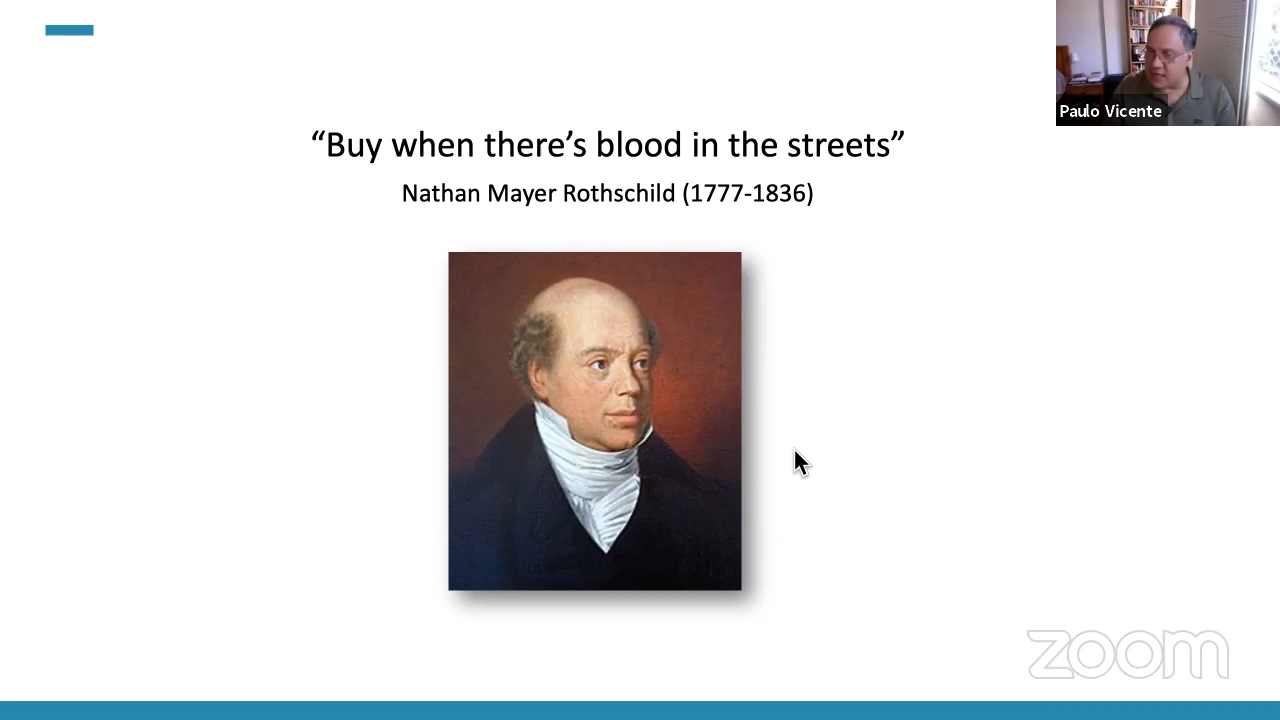 Paulo Vicente
“Buy when there’s blood in the streets”
Nathan Mayer Rothschild (1777-1836)
zoom